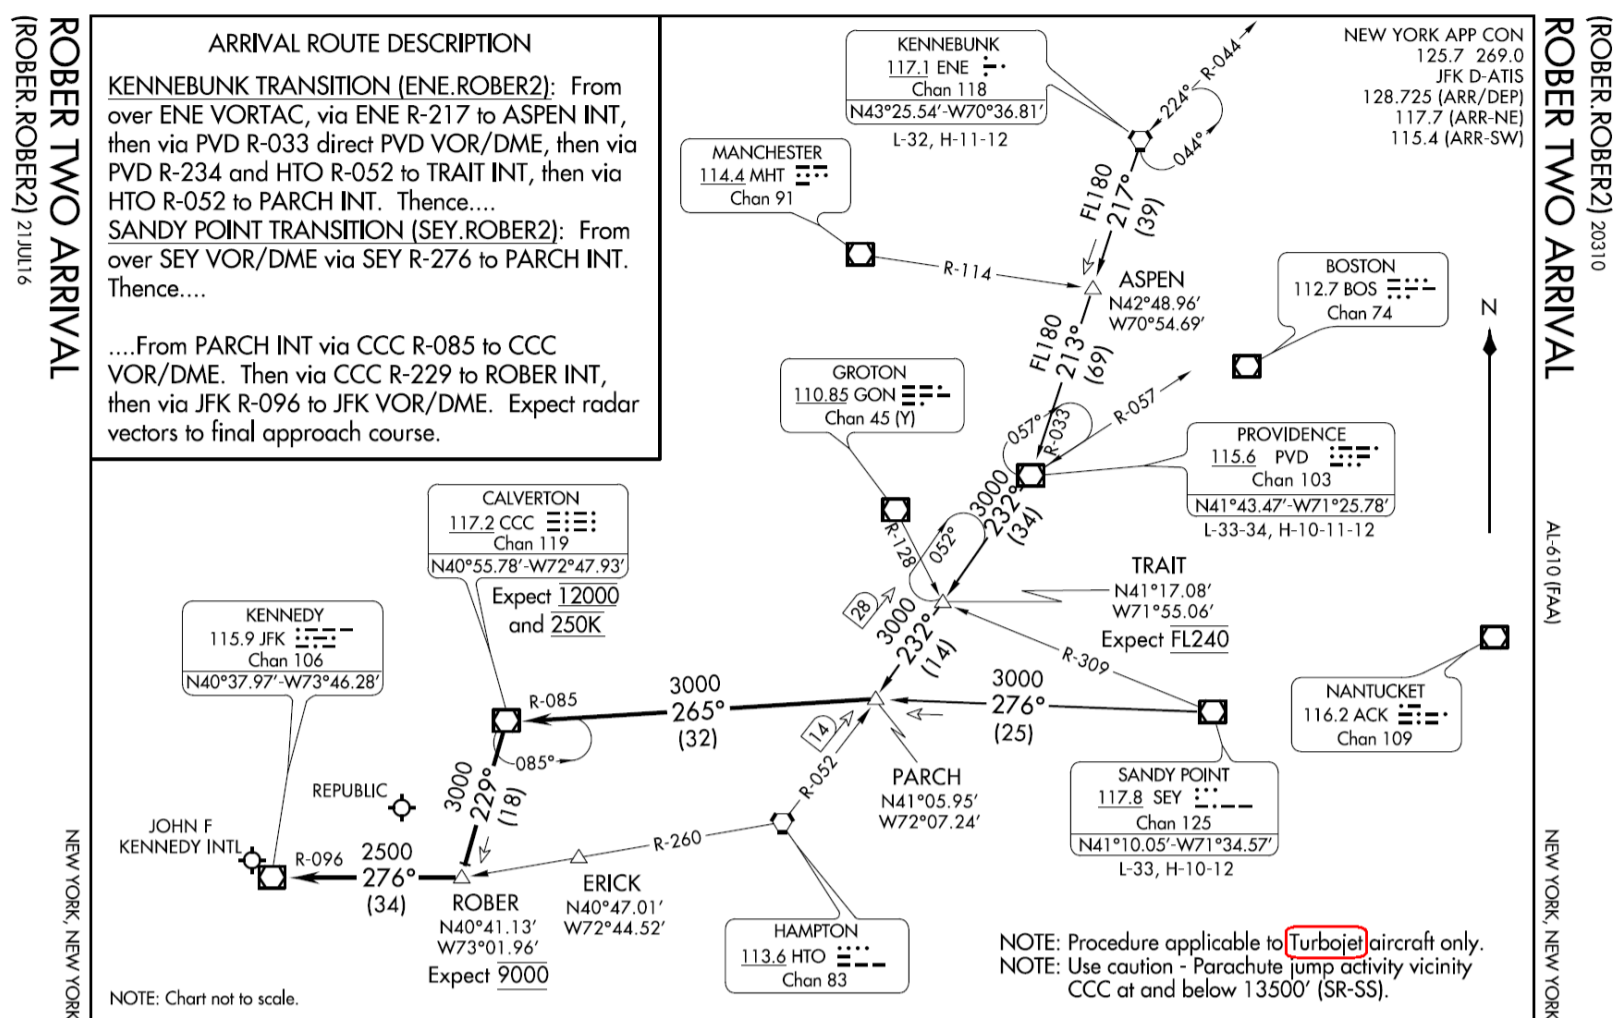 (ROBER.ROBER2) 21JUL16
ROBER TWO ARRIVAL
NEW YORK, NEW YORK
ARRIVAL ROUTE DESCRIPTION
KENNEBUNK TRANSITION (ENE.ROBER2): From
over ENE VORTAC, via ENE R-217 to ASPEN INT,
then via PVD R-033 direct PVD VOR/DME, then via
PVD R-234 and HTO R-052 to TRAIT INT, then via
HTO R-052 to PARCH INT. Thence....
SANDY POINT TRANSITION (SEY.ROBER2): From
over SEY VOR/DME via SEY R-276 to PARCH INT.
Thence....
....From PARCH INT via CCC R-085 to CCC
VOR/DME. Then via CCC R-229 to ROBER INT,
then via JFK R-096 to JFK VOR/DME. Expect radar
vectors to final approach course.
KENNEBUNK
117.1 ENE
Chan 118
N43°25.54'-W70°36.81'
L-32, H-11-12
R-044
224°
044°
NEW YORK APP CON
125.7 269.0
JFK D-ATIS
128.725 (ARR/DEP)
117.7 (ARR-NE)
115.4 (ARR-SW)
MANCHESTER
114.4 MHT
Chan 91
R-114
FL180
217°
(39)
ASPEN
N42°48.96'
W70°54.69'
BOSTON
112.7 BOS
Chan 74
N
FL180
213°
(69)
GROTON
110.85 GON
Chan 45 (Y)
R-057
057°
R-033
PROVIDENCE
115.6 PVD
Chan 103
N41°43.47'-W71°25.78'
L-33-34, H-10-11-12
3000
232°
(34)
R-128
052°
CALVERTON
117.2 CCC
Chan 119
N40°55.78'-W72°47.93'
Expect 12000
and 250K
TRAIT
N41°17.08'
W71°55.06'
Expect FL240
28
3000
232°
(14)
R-309
KENNEDY
115.9 JFK
Chan 106
N40°37.97'-W73°46.28'
R-085
3000
265°
(32)
3000
276°
(25)
NANTUCKET
116.2 ACK
Chan 109
085°
14
R-052
PARCH
N41°05.95'
W72°07.24'
SANDY POINT
117.8 SEY
Chan 125
N41°10.05'-W71°34.57'
L-33, H-10-12
3000
229°
(18)
REPUBLIC
JOHN F
KENNEDY INTL
R-096
2500
276°
(34)
R-260
ERICK
N40°47.01'
W72°44.52'
ROBER
N40°41.13'
W73°01.96'
Expect 9000
HAMPTON
113.6 HTO
Chan 83
NOTE: Procedure applicable to Turbojet aircraft only.
NOTE: Use caution - Parachute jump activity vicinity
CCC at and below 13500' (SR-SS).
NOTE: Chart not to scale.
(ROBER.ROBER2) 20310
ROBER TWO ARRIVAL
AL-610 (FAA)
NEW YORK, NEW YORK